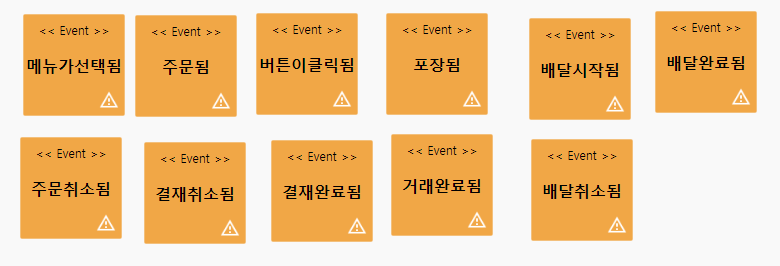 << Event >>
메뉴가선택됨
<< Event >>
주문됨
<< Event >>
버튼이클릭됨
<< Event >>
포장됨
<< Event >>
배달시작됨
<< Event >>
배달완료됨
<< Event >>
주문취소됨
<< Event >>
결재취소됨
<< Event >>
결재완료됨
<< Event >>
거래완료됨
<< Event >>
배달취소됨